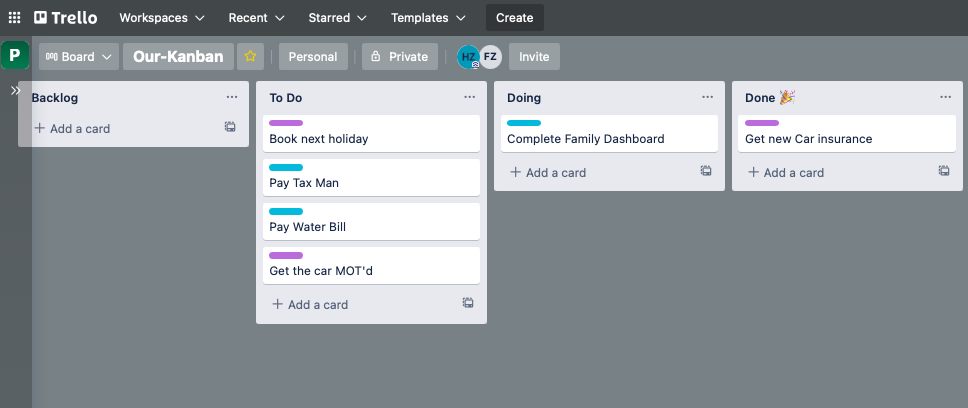 Trello Workspaces Recent Starred Templates Create
P Board Our-Kanban Personal Private HZ FZ Invite
Backlog
+ Add a card
To Do
Book next holiday
Pay Tax Man
Pay Water Bill
Get the car MOT'd
+ Add a card
Doing
Complete Family Dashboard
+ Add a card
Done 🎉
Get new Car insurance
+ Add a card